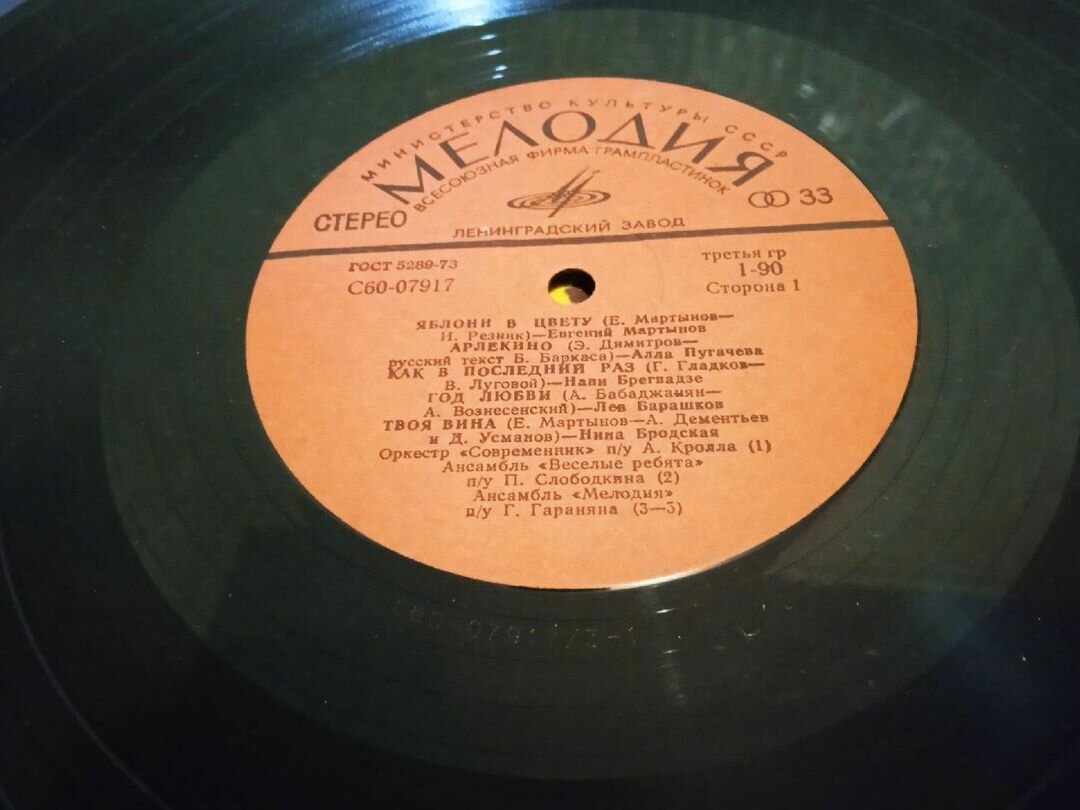 МИНИСТЕРСТВО КУЛЬТУРЫ СССР
МЕЛОДИЯ
ВСЕСОЮЗНАЯ ФИРМА ГРАМПЛАСТИНОК
СТЕРЕО
33
ЛЕНИНГРАДСКИЙ ЗАВОД
ГОСТ 5289-73
С60-07917
третья гр
1-90
Сторона 1
ЯБЛОНИ В ЦВЕТУ (Е. Мартынов—
И. Резник)—Евгений Мартынов
АРЛЕКИНО (Э. Димитров—
русский текст Б. Баркаса)—Алла Пугачева
КАК В ПОСЛЕДНИЙ РАЗ (Г. Гладков—
В. Луговой)—Нани Брегвадзе
ГОД ЛЮБВИ (А. Бабаджанян—
А. Вознесенский)—Лев Барашков
ТВОЯ ВИНА (Е. Мартынов—А. Дементьев
и Д. Усманов)—Нина Бродская
Оркестр «Современник» п/у А. Кролла (1)
Ансамбль «Веселые ребята»
п/у П. Слободкина (2)
Ансамбль «Мелодия»
п/у Г. Гараняна (3—5)